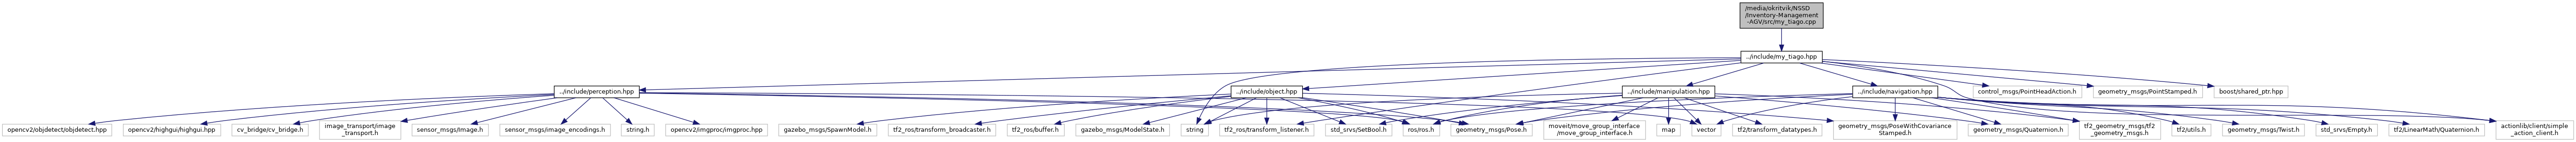 /media/okritvik/NSSD
/Inventory-Management
-AGV/src/my_tiago.cpp
../include/my_tiago.hpp
../include/perception.hpp
../include/object.hpp
../include/manipulation.hpp
../include/navigation.hpp
control_msgs/PointHeadAction.h
geometry_msgs/PointStamped.h
boost/shared_ptr.hpp
opencv2/objdetect/objdetect.hpp
opencv2/highgui/highgui.hpp
cv_bridge/cv_bridge.h
image_transport/image
_transport.h
sensor_msgs/Image.h
sensor_msgs/image_encodings.h
string.h
opencv2/imgproc/imgproc.hpp
gazebo_msgs/SpawnModel.h
tf2_ros/transform_broadcaster.h
tf2_ros/buffer.h
gazebo_msgs/ModelState.h
string
tf2_ros/transform_listener.h
std_srvs/SetBool.h
ros/ros.h
geometry_msgs/Pose.h
moveit/move_group_interface
/move_group_interface.h
map
vector
tf2/transform_datatypes.h
geometry_msgs/PoseWithCovariance
Stamped.h
geometry_msgs/Quaternion.h
tf2_geometry_msgs/tf2
_geometry_msgs.h
tf2/utils.h
geometry_msgs/Twist.h
std_srvs/Empty.h
tf2/LinearMath/Quaternion.h
actionlib/client/simple
_action_client.h